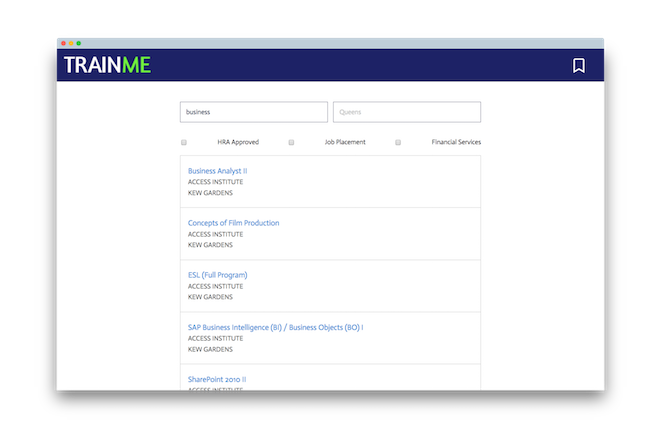 TRAINME
business
Queens
HRA Approved
Job Placement
Financial Services
Business Analyst II
ACCESS INSTITUTE
KEW GARDENS
Concepts of Film Production
ACCESS INSTITUTE
KEW GARDENS
ESL (Full Program)
ACCESS INSTITUTE
KEW GARDENS
SAP Business Intelligence (BI) / Business Objects (BO) I
ACCESS INSTITUTE
KEW GARDENS
SharePoint 2010 II
ACCESS INSTITUTE